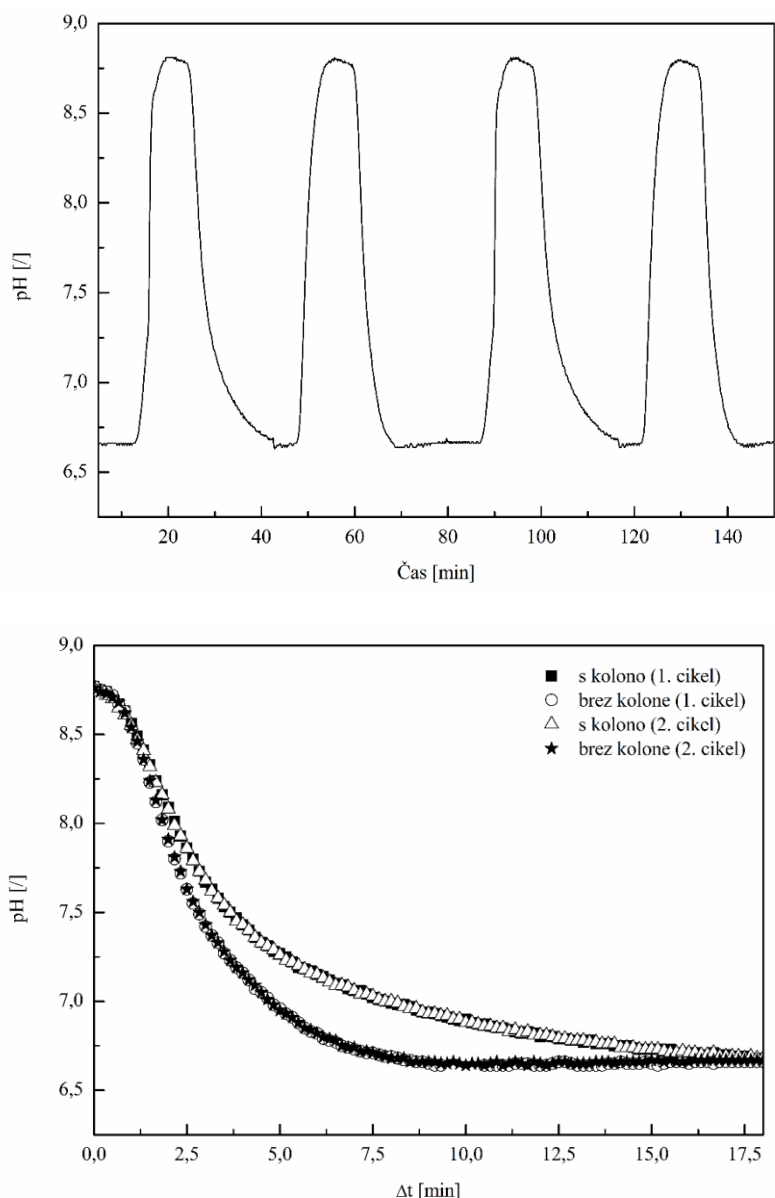 9,0
8,5
8,0
7,5
7,0
6,5
pH [/]
20 40 60 80 100 120 140
Čas [min]
9,0
8,5
8,0
7,5
7,0
6,5
pH [/]
s kolono (1. cikel)
brez kolone (1. cikel)
s kolono (2. cikel)
brez kolone (2. cikel)
0,0 2,5 5,0 7,5 10,0 12,5 15,0 17,5
Δt [min]